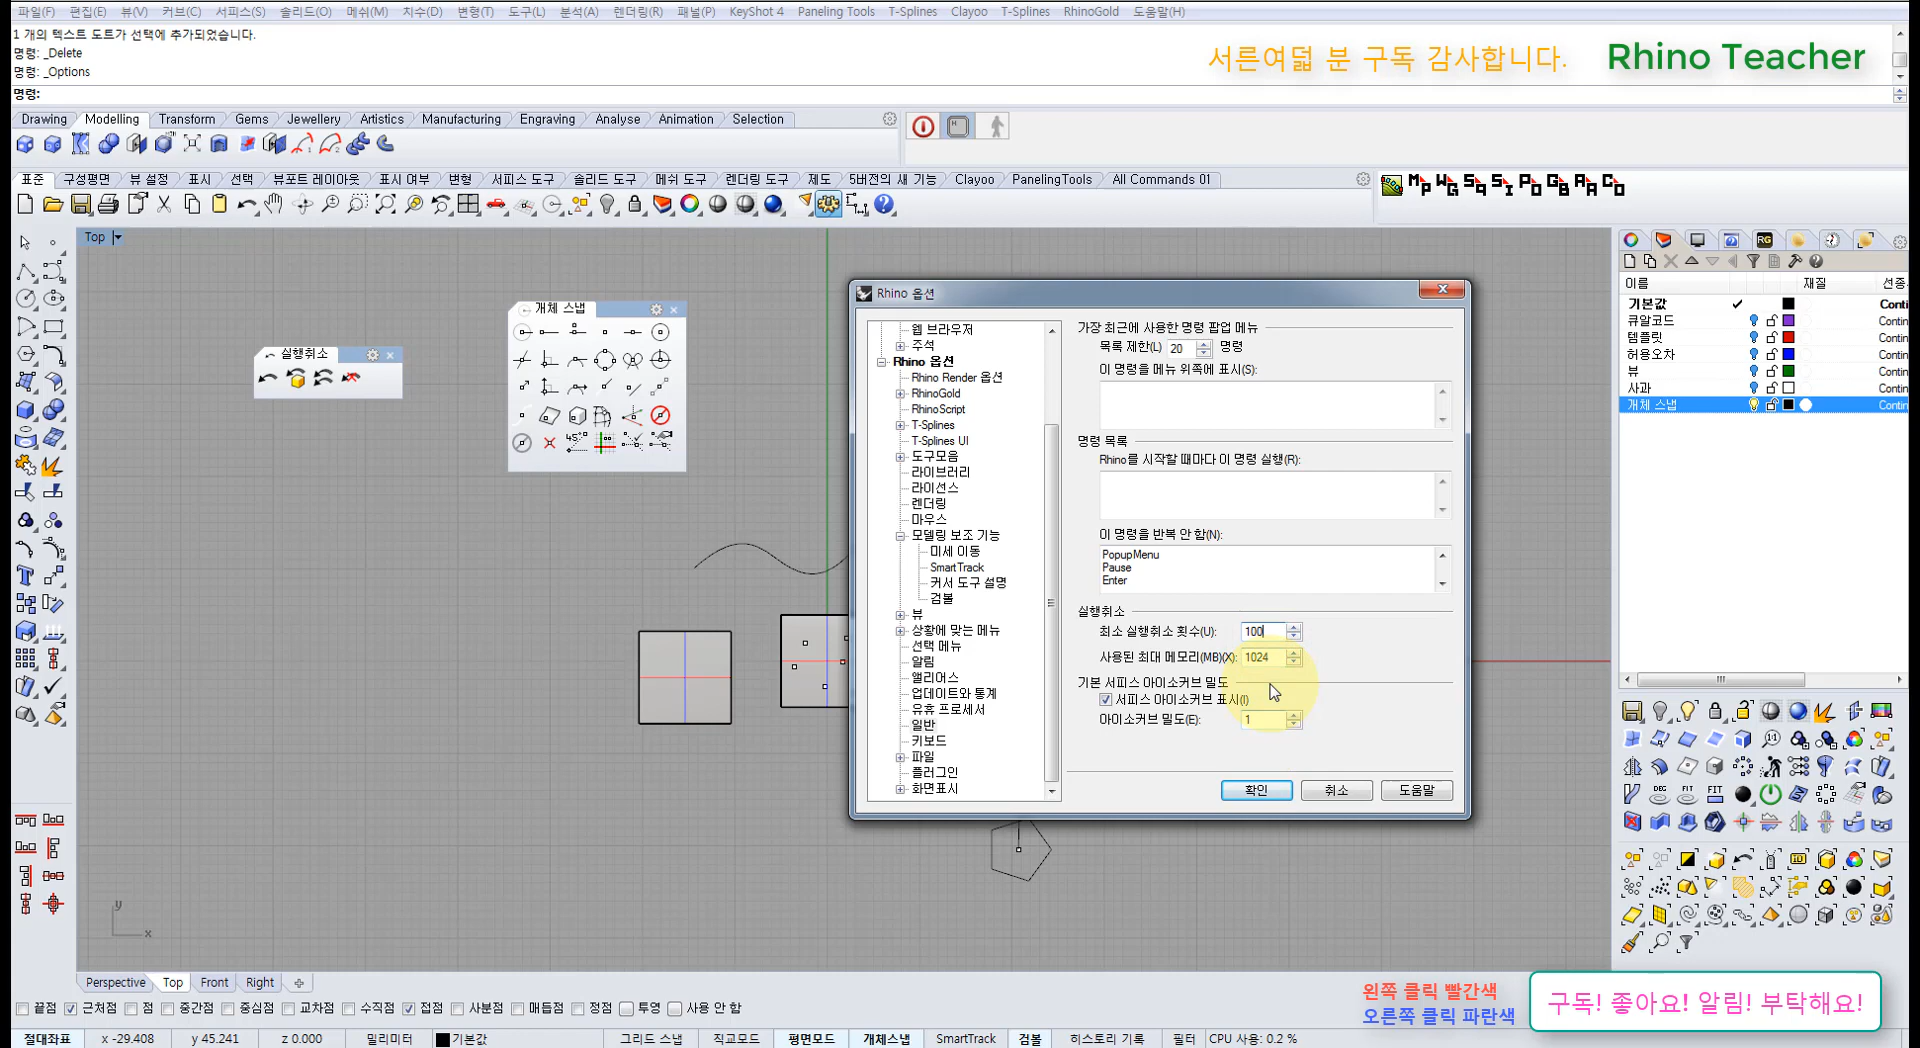 파일(F) 편집(E) 뷰(V) 커브(C) 서피스(S) 솔리드(O) 메쉬(M) 치수(D) 변형(T) 도구(L) 분석(A) 렌더링(R) 패널(P) KeyShot 4 Paneling Tools T-Splines Clayoo T-Splines RhinoGold 도움말(H)
1 개의 텍스트 도트가 선택에 추가되었습니다.
명령: _Delete
명령: _Options
명령:
서른여덟 분 구독 감사합니다. Rhino Teacher
Drawing Modelling Transform Gems Jewellery Artistics Manufacturing Engraving Analyse Animation Selection
표준 구성평면 뷰 설정 표시 선택 뷰포트 레이아웃 표시 여부 변형 서피스 도구 솔리드 도구 메쉬 도구 렌더링 도구 제도 5버전의 새 기능 Clayoo PanelingTools All Commands 01
Top
개체 스냅
실행취소
Rhino 옵션
웹 브라우저
주석
Rhino 옵션
Rhino Render 옵션
RhinoGold
RhinoScript
T-Splines
T-Splines UI
도구모음
라이브러리
라이선스
렌더링
마우스
모델링 보조 기능
미세 이동
SmartTrack
커서 도구 설명
검볼
뷰
상황에 맞는 메뉴
선택 메뉴
알림
앨리어스
업데이트와 통계
유휴 프로세서
일반
키보드
파일
플러그인
화면표시
가장 최근에 사용한 명령 팝업 메뉴
목록 제한(L) 20 명령
이 명령을 메뉴 위쪽에 표시(S):
명령 목록
Rhino를 시작할 때마다 이 명령 실행(R):
이 명령을 반복 안 함(N):
PopupMenu
Pause
Enter
실행취소
최소 실행취소 횟수(U): 100
사용된 최대 메모리(MB)(X): 1024
기본 서피스 아이소커브 밀도
서피스 아이소커브 표시(I)
아이소커브 밀도(E): 1
확인 취소 도움말
이름 재질 선종
기본값 Conti
큐알코드 Contin
템플릿 Contin
허용오차 Contin
뷰 Contin
사과 Contin
개체 스냅 Contin
y
x
Perspective Top Front Right
끝점 근처점 점 중간점 중심점 교차점 수직점 접점 사분점 매듭점 정점 투영 사용 안 함
왼쪽 클릭 빨간색
오른쪽 클릭 파란색
구독! 좋아요! 알림! 부탁해요!
절대좌표 x -29.408 y 45.241 z 0.000 밀리미터 기본값 그리드 스냅 직교모드 평면모드 개체스냅 SmartTrack 검볼 히스토리 기록 필터 CPU 사용: 0.2 %